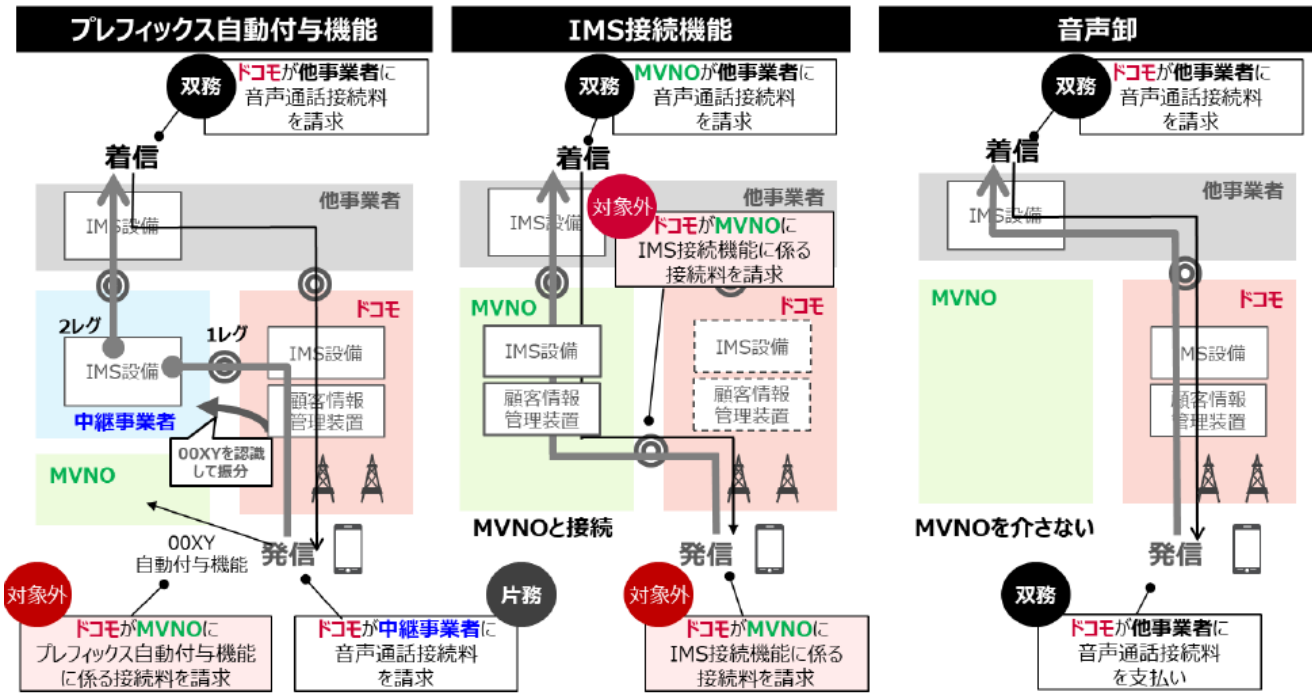 プレフィックス自動付与機能
双務
ドコモが他事業者に
音声通話接続料
を請求
着信
他事業者
IMS設備
ドコモ
2レグ
1レグ
IMS設備
IMS設備
中継事業者
顧客情報
管理装置
00XYを認識
して振分
MVNO
00XY
自動付与機能
発信
対象外
ドコモがMVNOに
プレフィックス自動付与機能
に係る接続料を請求
片務
ドコモが中継事業者に
音声通話接続料
を請求
IMS接続機能
双務
MVNOが他事業者に
音声通話接続料
を請求
着信
他事業者
IMS設備
対象外
ドコモがMVNOに
IMS接続機能に係る
接続料を請求
MVNO
ドコモ
IMS設備
IMS設備
顧客情報
管理装置
顧客情報
管理装置
MVNOと接続
発信
対象外
ドコモがMVNOに
IMS接続機能に係る
接続料を請求
音声卸
双務
ドコモが他事業者に
音声通話接続料
を請求
着信
他事業者
IMS設備
MVNO
ドコモ
IMS設備
顧客情報
管理装置
MVNOを介さない
発信
双務
ドコモが他事業者に
音声通話接続料
を支払い